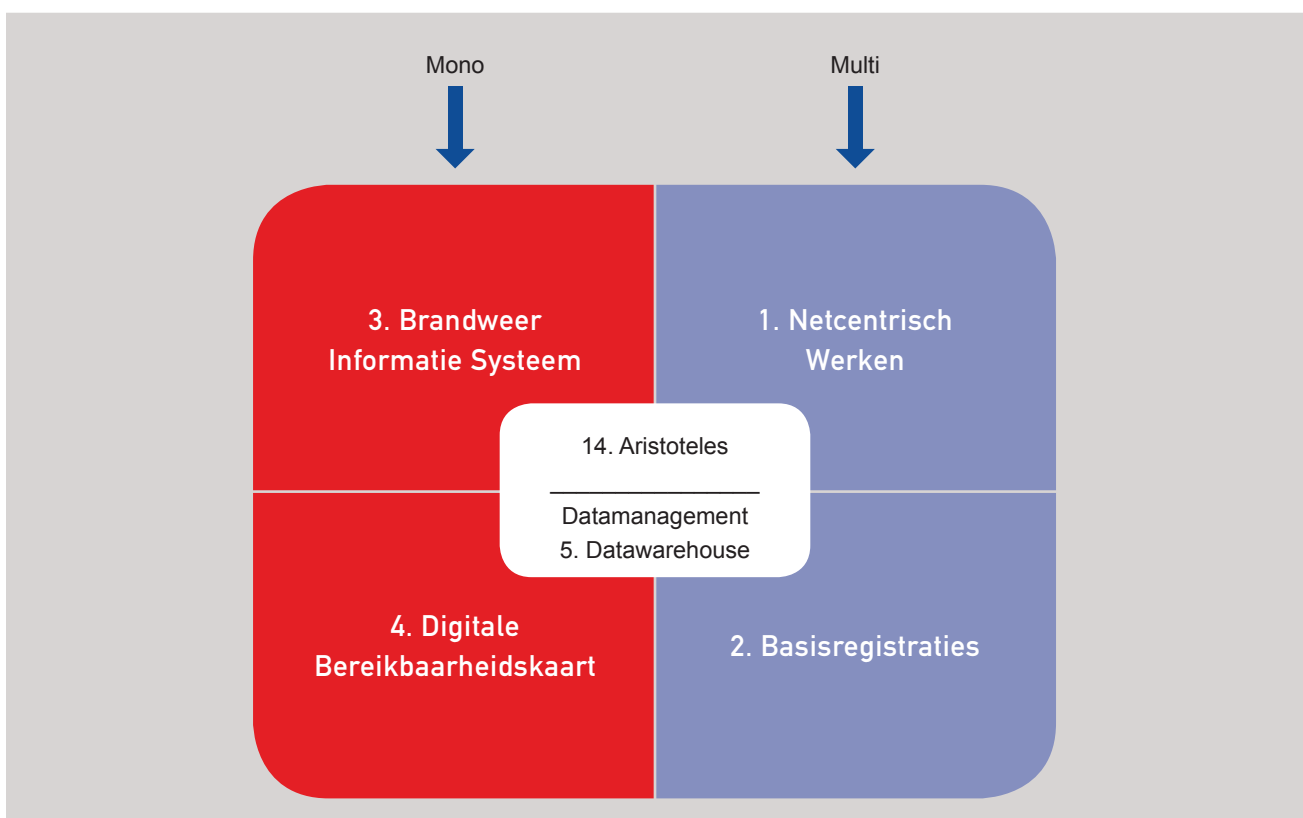 Mono
Multi
3. Brandweer
Informatie Systeem
1. Netcentrisch
Werken
14. Aristoteles
Datamanagement
5. Datawarehouse
4. Digitale
Bereikbaarheidskaart
2. Basisregistraties